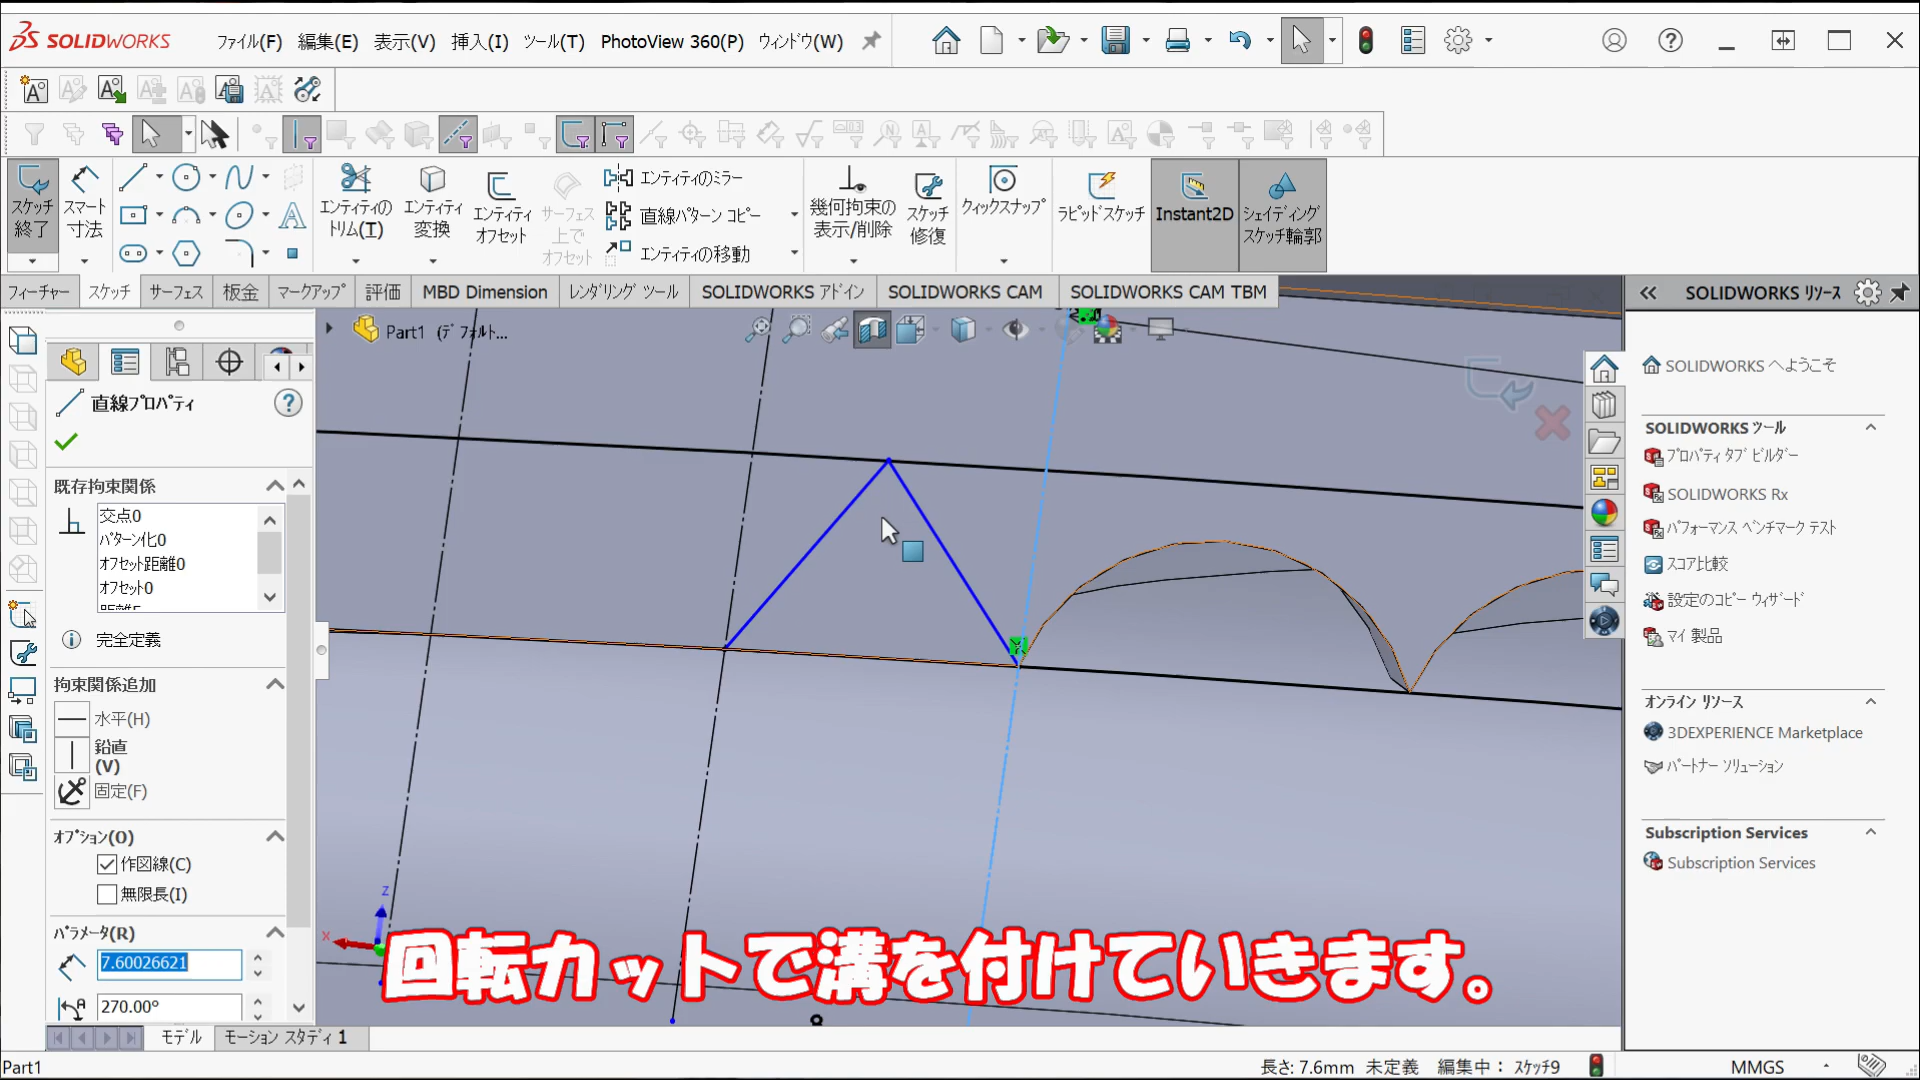 SOLIDWORKS
ファイル(F) 編集(E) 表示(V) 挿入(I) ツール(T) PhotoView 360(P) ウィンドウ(W)
スケッチ終了
スマート寸法
エンティティのトリム(T)
エンティティ変換
エンティティオフセット
サーフェス上でオフセット
エンティティのミラー
直線パターン コピー
エンティティの移動
幾何拘束の表示/削除
スケッチ修復
クィックスナップ
ラピッドスケッチ
Instant2D
シェイディングスケッチ輪郭
フィーチャー スケッチ サーフェス 板金 マークアップ 評価 MBD Dimension レンダリング ツール SOLIDWORKS アドイン SOLIDWORKS CAM SOLIDWORKS CAM TBM
Part1 (デフォルト...
直線プロパティ
既存拘束関係
交点0
パターン化0
オフセット距離0
オフセット0
完全定義
拘束関係追加
水平(H)
鉛直
(V)
固定(F)
オプション(O)
作図線(C)
無限長(I)
パラメータ(R)
7.60026621
270.00°
z
x
回転カットで溝を付けていきます。
SOLIDWORKS リソース
SOLIDWORKS へようこそ
SOLIDWORKS ツール
プロパティタブ ビルダー
SOLIDWORKS Rx
パフォーマンス ベンチマーク テスト
スコア比較
設定のコピー ウィザード
マイ 製品
オンライン リソース
3DEXPERIENCE Marketplace
パートナー ソリューション
Subscription Services
Subscription Services
モデル モーション スタディ 1
Part1
長さ: 7.6mm 未定義 編集中: スケッチ9 MMGS